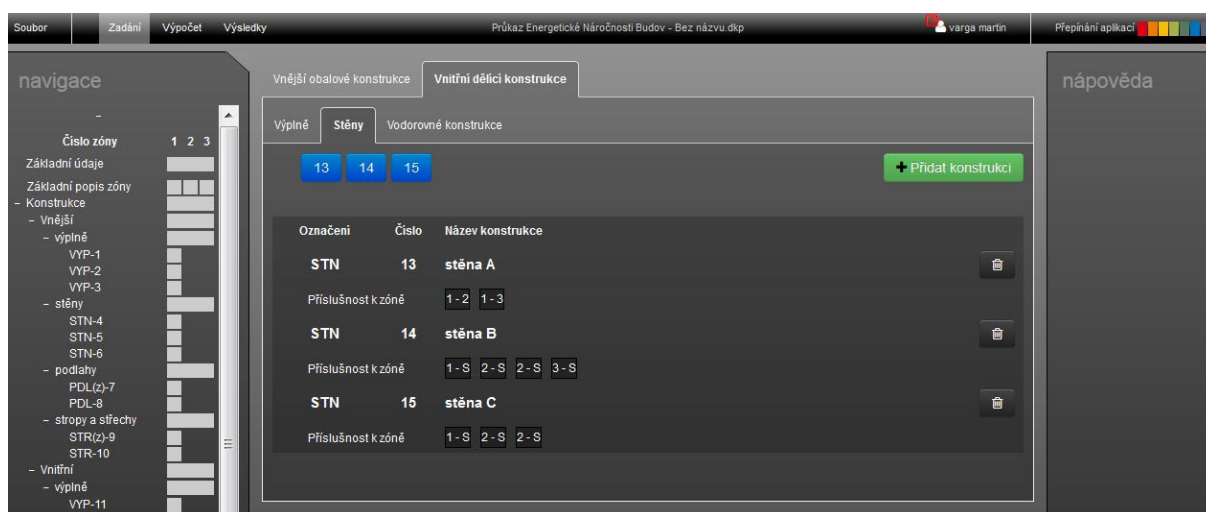 Soubor Zadání Výpočet Výsledky Průkaz Energetické Náročnosti Budov - Bez názvu.dkp varga martin Přepínání aplikací
navigace
–
Číslo zóny 1 2 3
Základní údaje
Základní popis zóny
– Konstrukce
– Vnější
– výplně
VYP-1
VYP-2
VYP-3
– stěny
STN-4
STN-5
STN-6
– podlahy
PDL(z)-7
PDL-8
– stropy a střechy
STR(z)-9
STR-10
– Vnitřní
– výplně
VYP-11
Vnější obalové konstrukce Vnitřní dělící konstrukce
Výplně Stěny Vodorovné konstrukce
13 14 15 Přidat konstrukci
Označení Číslo Název konstrukce
STN 13 stěna A
Příslušnost k zóně 1 - 2 1 - 3
STN 14 stěna B
Příslušnost k zóně 1 - S 2 - S 2 - S 3 - S
STN 15 stěna C
Příslušnost k zóně 1 - S 2 - S 2 - S
nápověda